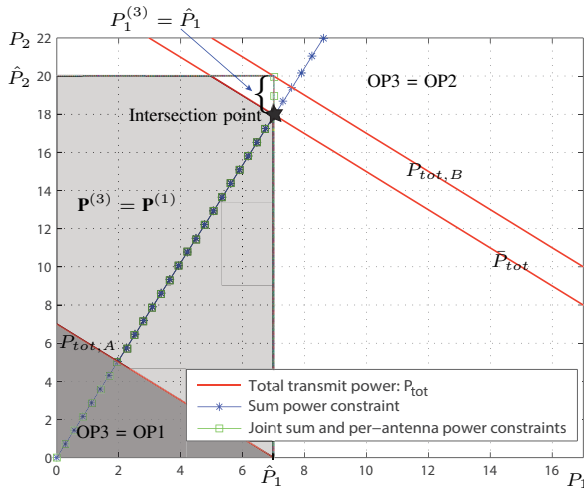 P_1^{(3)} = \hat{P}_1
P_2
22
\hat{P}_2
20
18
16
14
12
10
8
6
4
2
0
OP3 = OP2
Intersection point
P_{tot,B}
\mathbf{P}^{(3)} = \mathbf{P}^{(1)}
\bar{P}_{tot}
P_{tot,A}
OP3 = OP1
Total transmit power: P_{tot}
Sum power constraint
Joint sum and per−antenna power constraints
0 2 4 \hat{P}_1 8 10 12 14 16 P_1